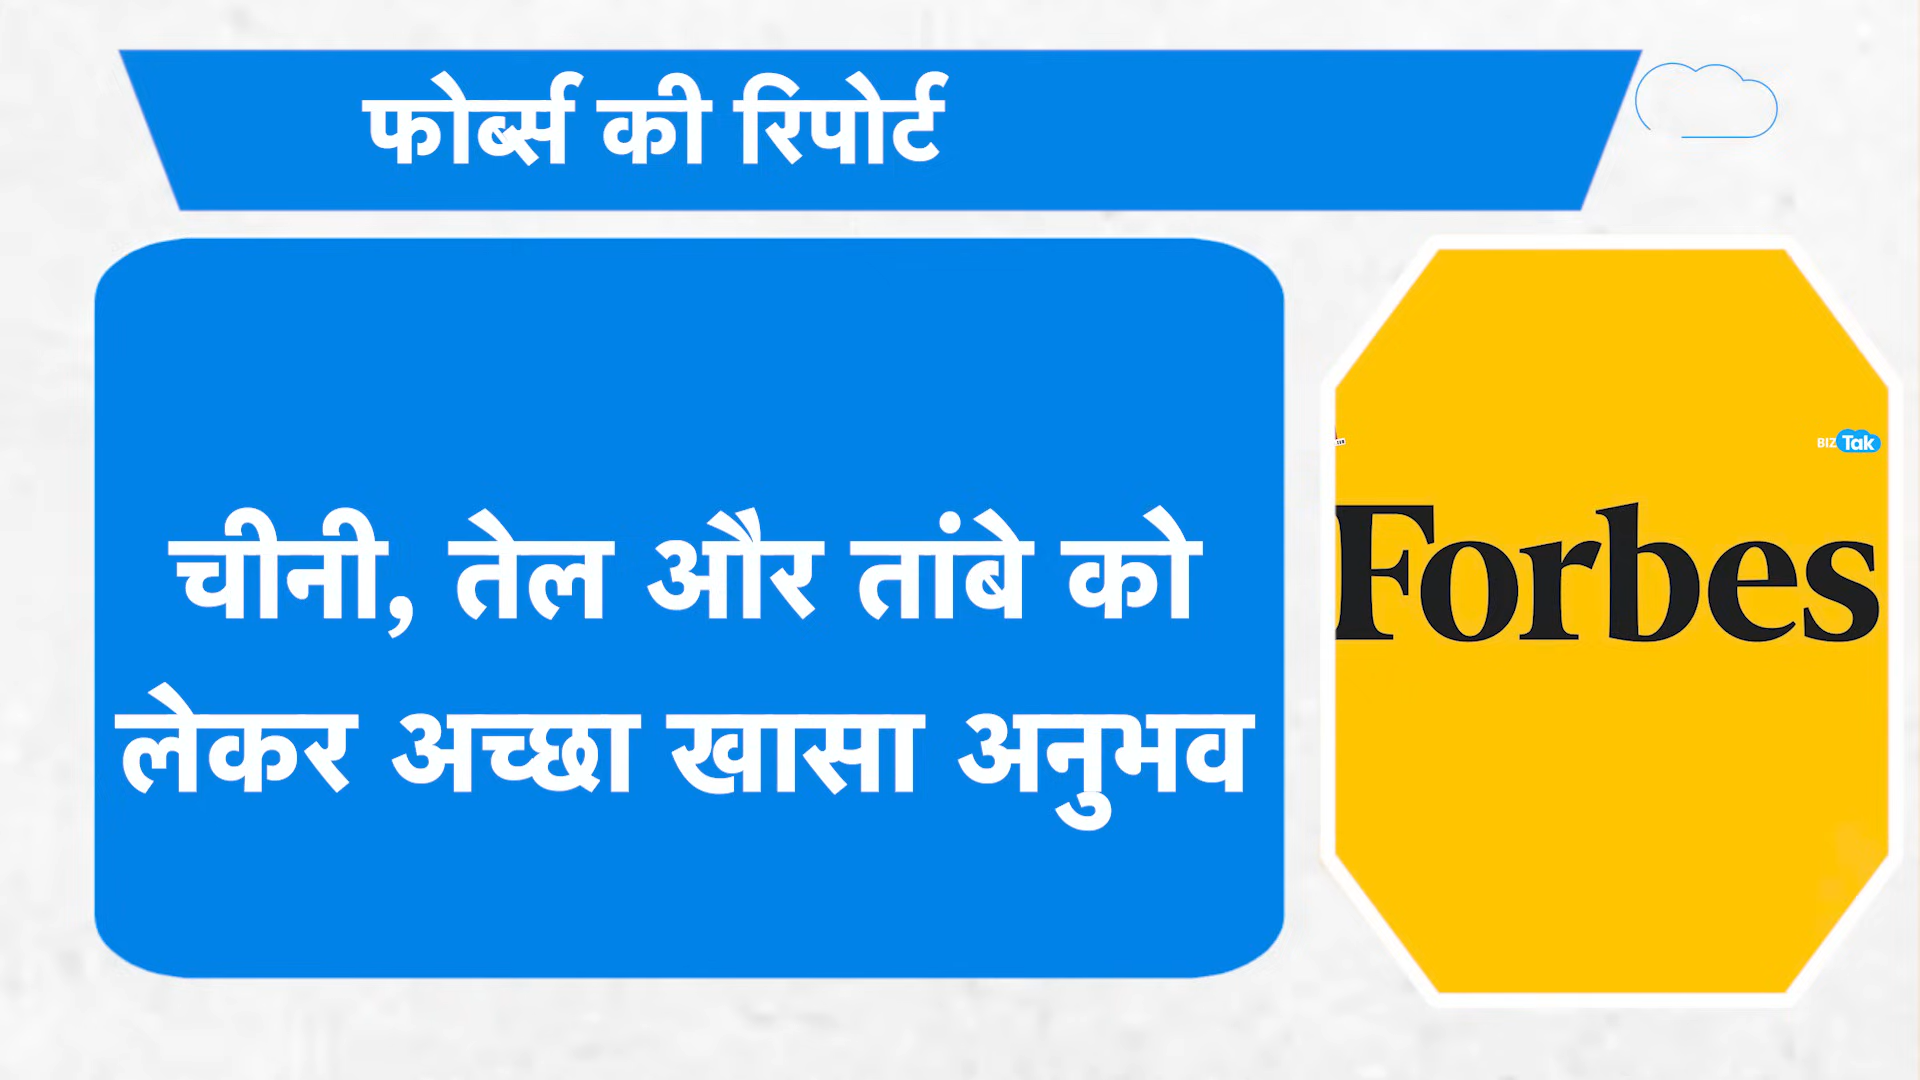 फोर्ब्स की रिपोर्ट
चीनी, तेल और तांबे को
लेकर अच्छा खासा अनुभव
BIZ Tak
Forbes